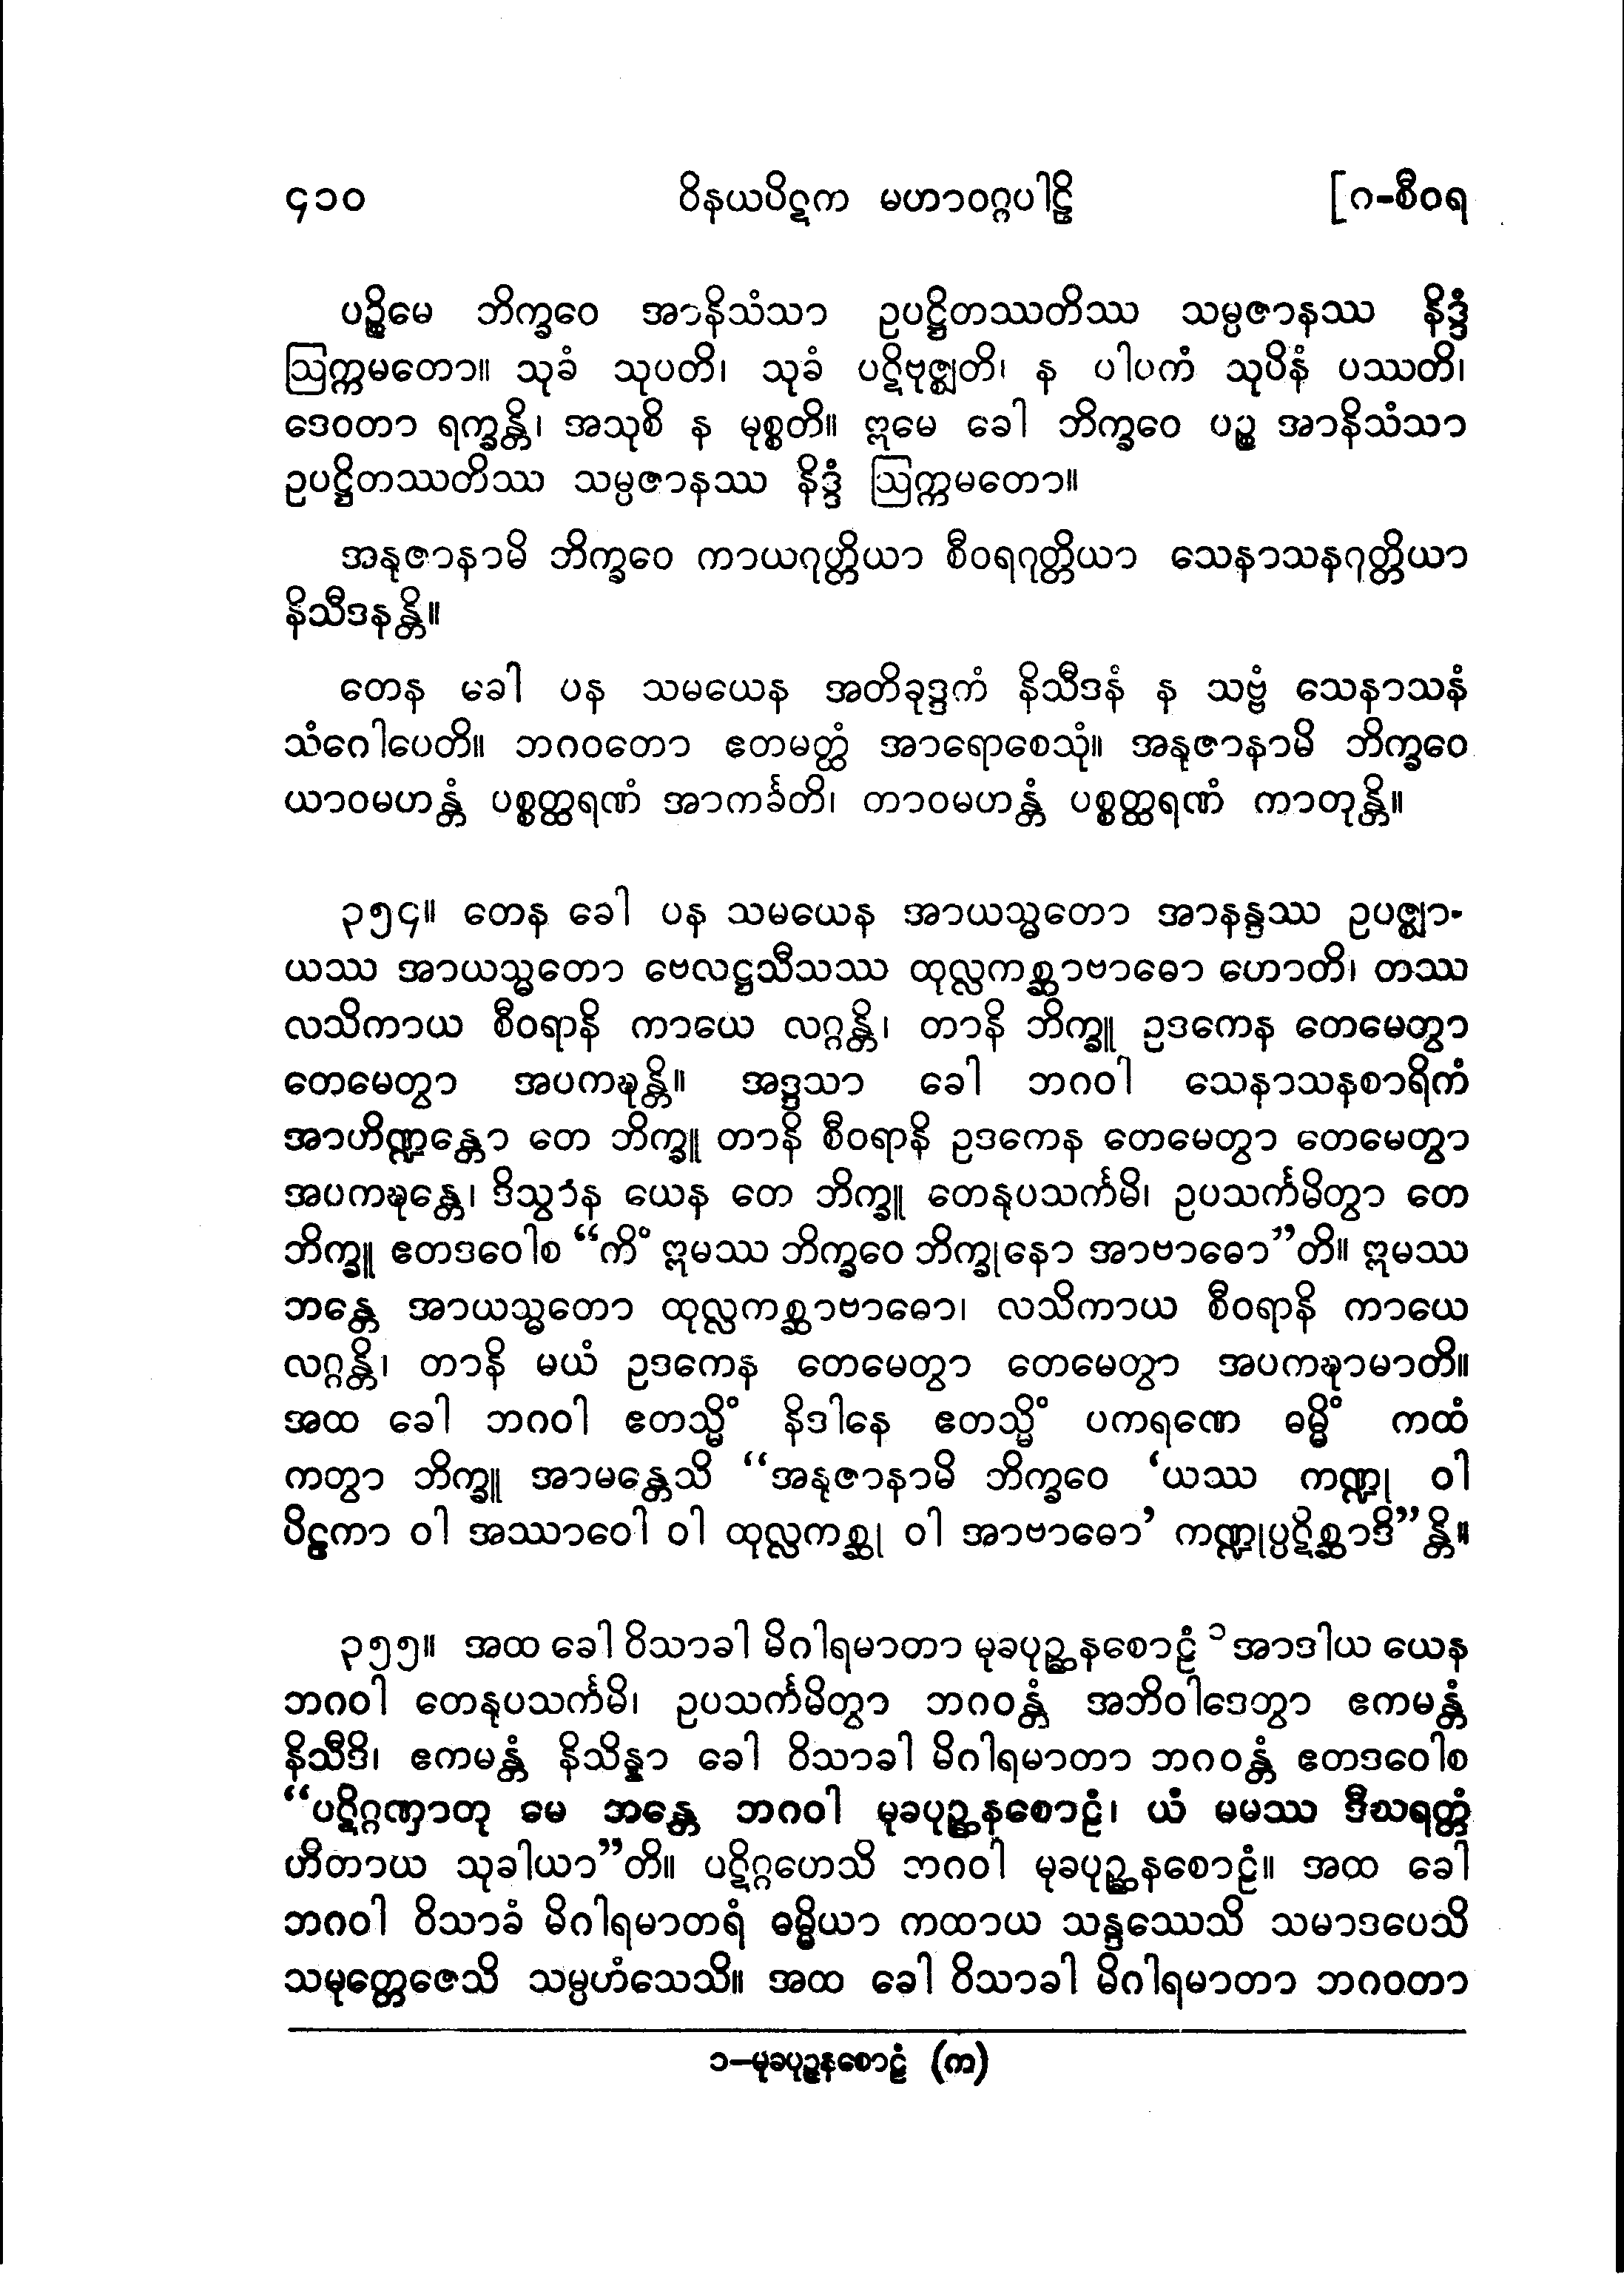 ၄၁၀ ဝိနယပိဋက မဟာဝဂ္ဂပါဠိ [ဂ-စီဝရ
ပဉ္စိမေ ဘိက္ခဝေ အာနိသံသာ ဥပဋ္ဌိတဿတိဿ သမ္ပဇာနဿ နိဒ္ဒံ
ဩက္ကမတော။ သုခံ သုပတိ၊ သုခံ ပဋိဗုဇ္ဈတိ၊ န ပါပကံ သုပိနံ ပဿတိ၊
ဒေဝတာ ရက္ခန္တိ၊ အသုစိ န မုစ္စတိ။ ဣမေ ခေါ ဘိက္ခဝေ ပဉ္စ အာနိသံသာ
ဥပဋ္ဌိတဿတိဿ သမ္ပဇာနဿ နိဒ္ဒံ ဩက္ကမတော။
အနုဇာနာမိ ဘိက္ခဝေ ကာယဂုတ္တိယာ စီဝရဂုတ္တိယာ သေနာသနဂုတ္တိယာ
နိသီဒနန္တိ။
တေန ခေါ ပန သမယေန အတိခုဒ္ဒကံ နိသီဒနံ န သဗ္ဗံ သေနာသနံ
သံဂေါပေတိ။ ဘဂဝတော ဧတမတ္ထံ အာရောစေသုံ။ အနုဇာနာမိ ဘိက္ခဝေ
ယာဝမဟန္တံ ပစ္စတ္ထရဏံ အာကင်္ခတိ၊ တာဝမဟန္တံ ပစ္စတ္ထရဏံ ကာတုန္တိ။
၃၅၄။ တေန ခေါ ပန သမယေန အာယသ္မတော အာနန္ဒဿ ဥပဇ္ဈာ-
ယဿ အာယသ္မတော ဗေလဋ္ဌသီသဿ ထုလ္လကစ္ဆာဗာဓော ဟောတိ၊ တဿ
လသိကာယ စီဝရာနိ ကာယေ လဂ္ဂန္တိ၊ တာနိ ဘိက္ခူ ဥဒကေန တေမေတွာ
တေမေတွာ အပကဍ္ဎန္တိ။ အဒ္ဒသာ ခေါ ဘဂဝါ သေနာသနစာရိကံ
အာဟိဏ္ဍန္တော တေ ဘိက္ခူ တာနိ စီဝရာနိ ဥဒကေန တေမေတွာ တေမေတွာ
အပကဍ္ဎန္တေ၊ ဒိသွာန ယေန တေ ဘိက္ခူ တေနုပသင်္ကမိ၊ ဥပသင်္ကမိတွာ တေ
ဘိက္ခူ ဧတဒဝေါစ “ကိံ ဣမဿ ဘိက္ခဝေ ဘိက္ခုနော အာဗာဓော”တိ။ ဣမဿ
ဘန္တေ အာယသ္မတော ထုလ္လကစ္ဆာဗာဓော၊ လသိကာယ စီဝရာနိ ကာယေ
လဂ္ဂန္တိ၊ တာနိ မယံ ဥဒကေန တေမေတွာ တေမေတွာ အပကဍ္ဎာမာတိ။
အထ ခေါ ဘဂဝါ ဧတသ္မိံ နိဒါနေ ဧတသ္မိံ ပကရဏေ ဓမ္မိံ ကထံ
ကတွာ ဘိက္ခူ အာမန္တေသိ “အနုဇာနာမိ ဘိက္ခဝေ ‘ယဿ ကဏ္ဍု ဝါ
ပိဠကာ ဝါ အဿာဝေါ ဝါ ထုလ္လကစ္ဆု ဝါ အာဗာဓော’ ကဏ္ဍုပ္ပဋိစ္ဆာဒိ”န္တိ။
၃၅၅။ အထ ခေါ ဝိသာခါ မိဂါရမာတာ မုခပုဉ္ဆနစောဠံ ၁ အာဒါယ ယေန
ဘဂဝါ တေနုပသင်္ကမိ၊ ဥပသင်္ကမိတွာ ဘဂဝန္တံ အဘိဝါဒေတွာ ဧကမန္တံ
နိသီဒိ၊ ဧကမန္တံ နိသိန္နာ ခေါ ဝိသာခါ မိဂါရမာတာ ဘဂဝန္တံ ဧတဒဝေါစ
“ပဋိဂ္ဂဏှာတု မေ ဘန္တေ ဘဂဝါ မုခပုဉ္ဆနစောဠံ၊ ယံ မမဿ ဒီဃရတ္တံ
ဟိတာယ သုခါယာ”တိ။ ပဋိဂ္ဂဟေသိ ဘဂဝါ မုခပုဉ္ဆနစောဠံ။ အထ ခေါ
ဘဂဝါ ဝိသာခံ မိဂါရမာတရံ ဓမ္မိယာ ကထာယ သန္ဒဿေသိ သမာဒပေသိ
သမုတ္တေဇေသိ သမ္ပဟံသေသိ။ အထ ခေါ ဝိသာခါ မိဂါရမာတာ ဘဂဝတာ
၁-မုခပုဉ္စနစောဠံ (က)